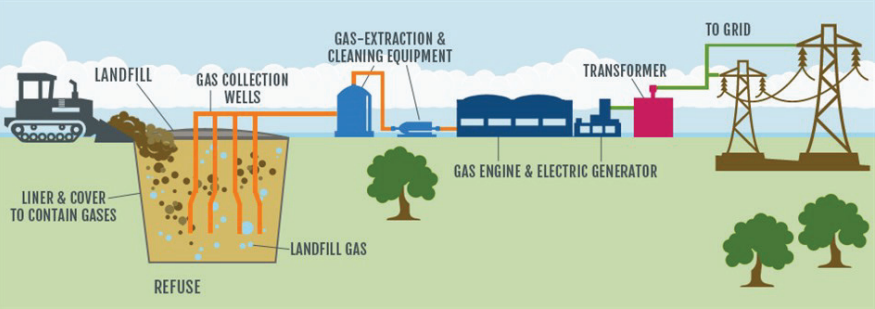 LANDFILL
GAS COLLECTION
WELLS
GAS-EXTRACTION &
CLEANING EQUIPMENT
TRANSFORMER
TO GRID
GAS ENGINE & ELECTRIC GENERATOR
LINER & COVER
TO CONTAIN GASES
LANDFILL GAS
REFUSE